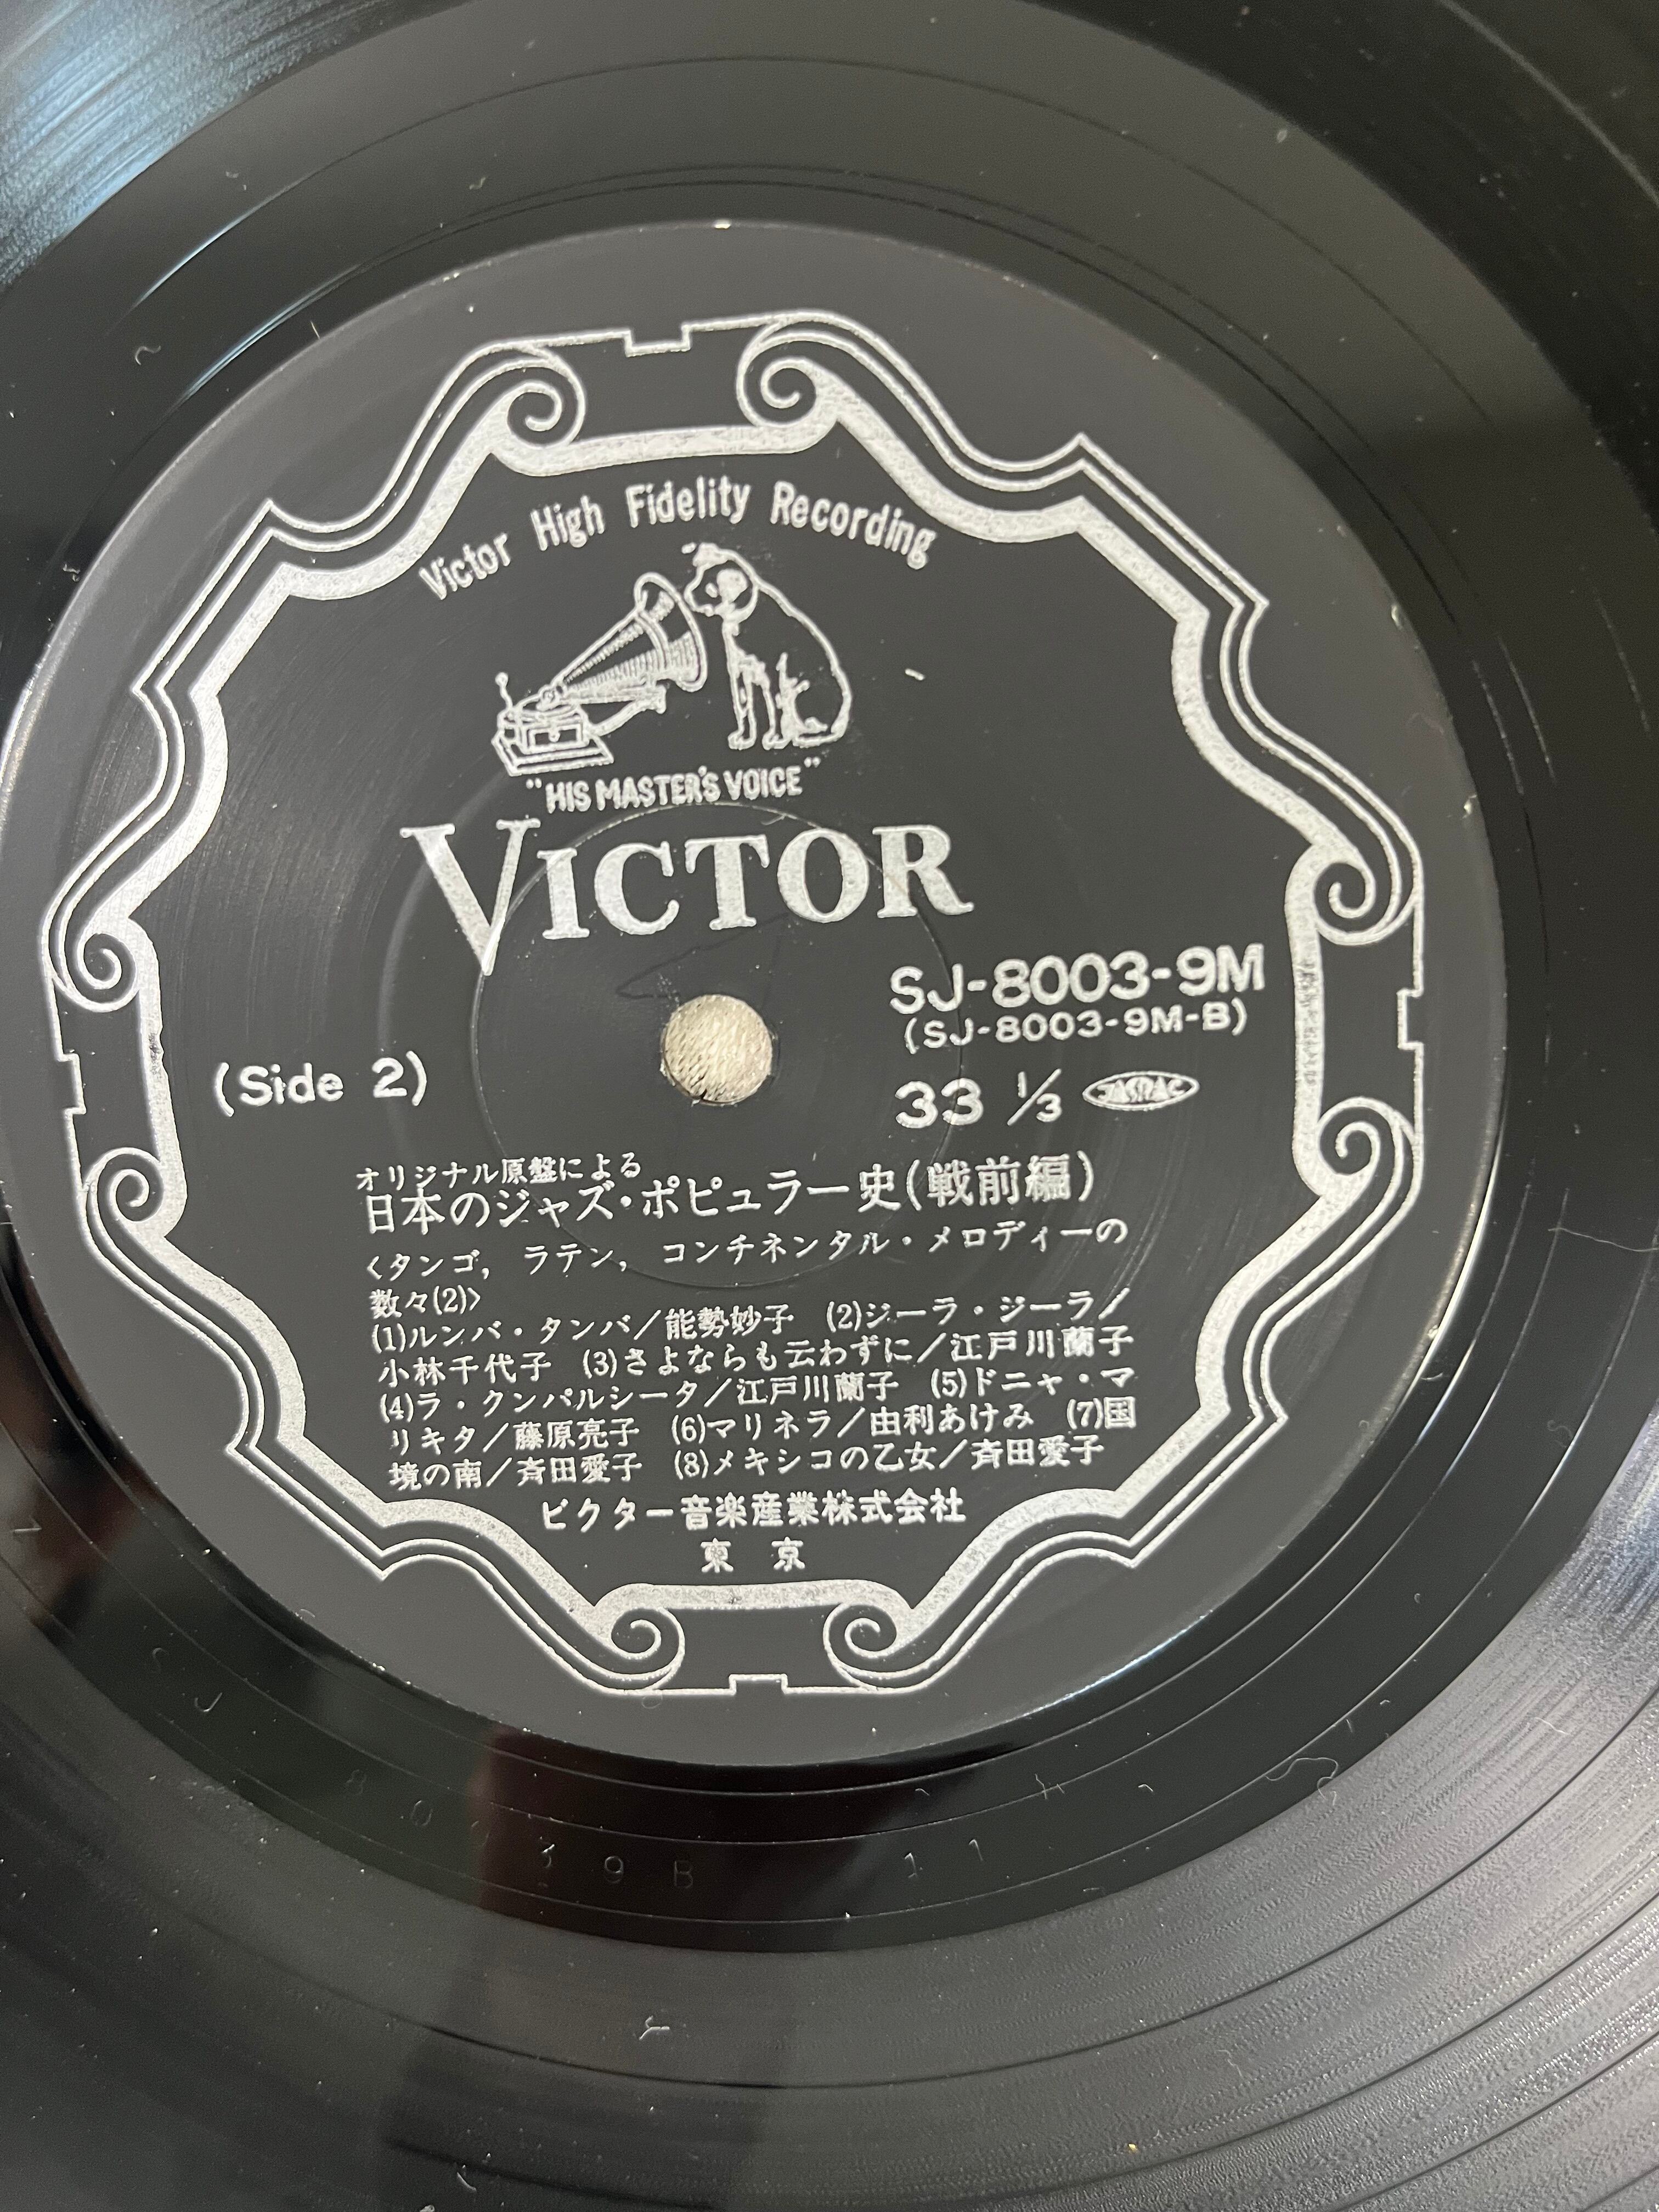 Victor High Fidelity Recording
"HIS MASTER'S VOICE"
VICTOR
SJ-8003-9M
(SJ-8003-9M-B)
(Side 2)
33 ⅓ JASRAC
オリジナル原盤による
日本のジャズ・ポピュラー史(戦前編)
<タンゴ, ラテン, コンチネンタル・メロディーの
数々(2)>
(1)ルンバ・タンバ/能勢妙子 (2)ジーラ・ジーラ/
小林千代子 (3)さよならも云わずに/江戸川蘭子
(4)ラ・クンパルシータ/江戸川蘭子 (5)ドニャ・マ
リキタ/藤原亮子 (6)マリネラ/由利あけみ (7)国
境の南/斉田愛子 (8)メキシコの乙女/斉田愛子
ビクター音楽産業株式会社
東 京